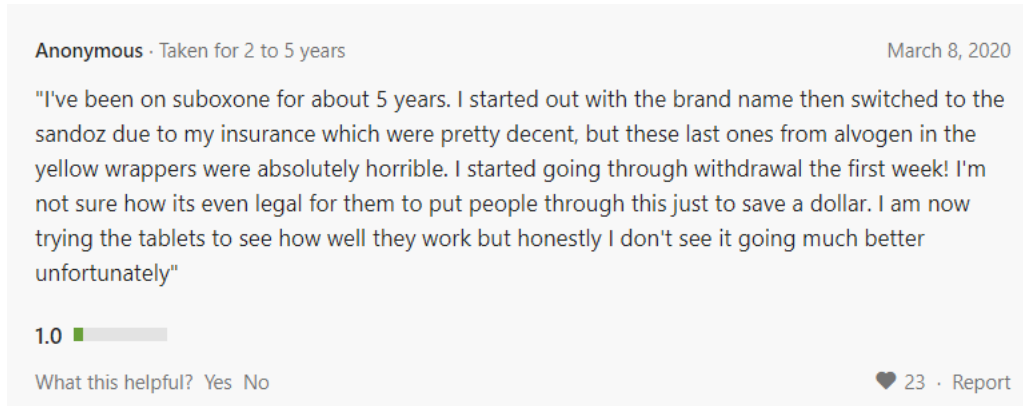 Anonymous · Taken for 2 to 5 years
March 8, 2020
"I've been on suboxone for about 5 years. I started out with the brand name then switched to the
sandoz due to my insurance which were pretty decent, but these last ones from alvogen in the
yellow wrappers were absolutely horrible. I started going through withdrawal the first week! I'm
not sure how its even legal for them to put people through this just to save a dollar. I am now
trying the tablets to see how well they work but honestly I don't see it going much better
unfortunately"
1.0
What this helpful? Yes No
23 · Report